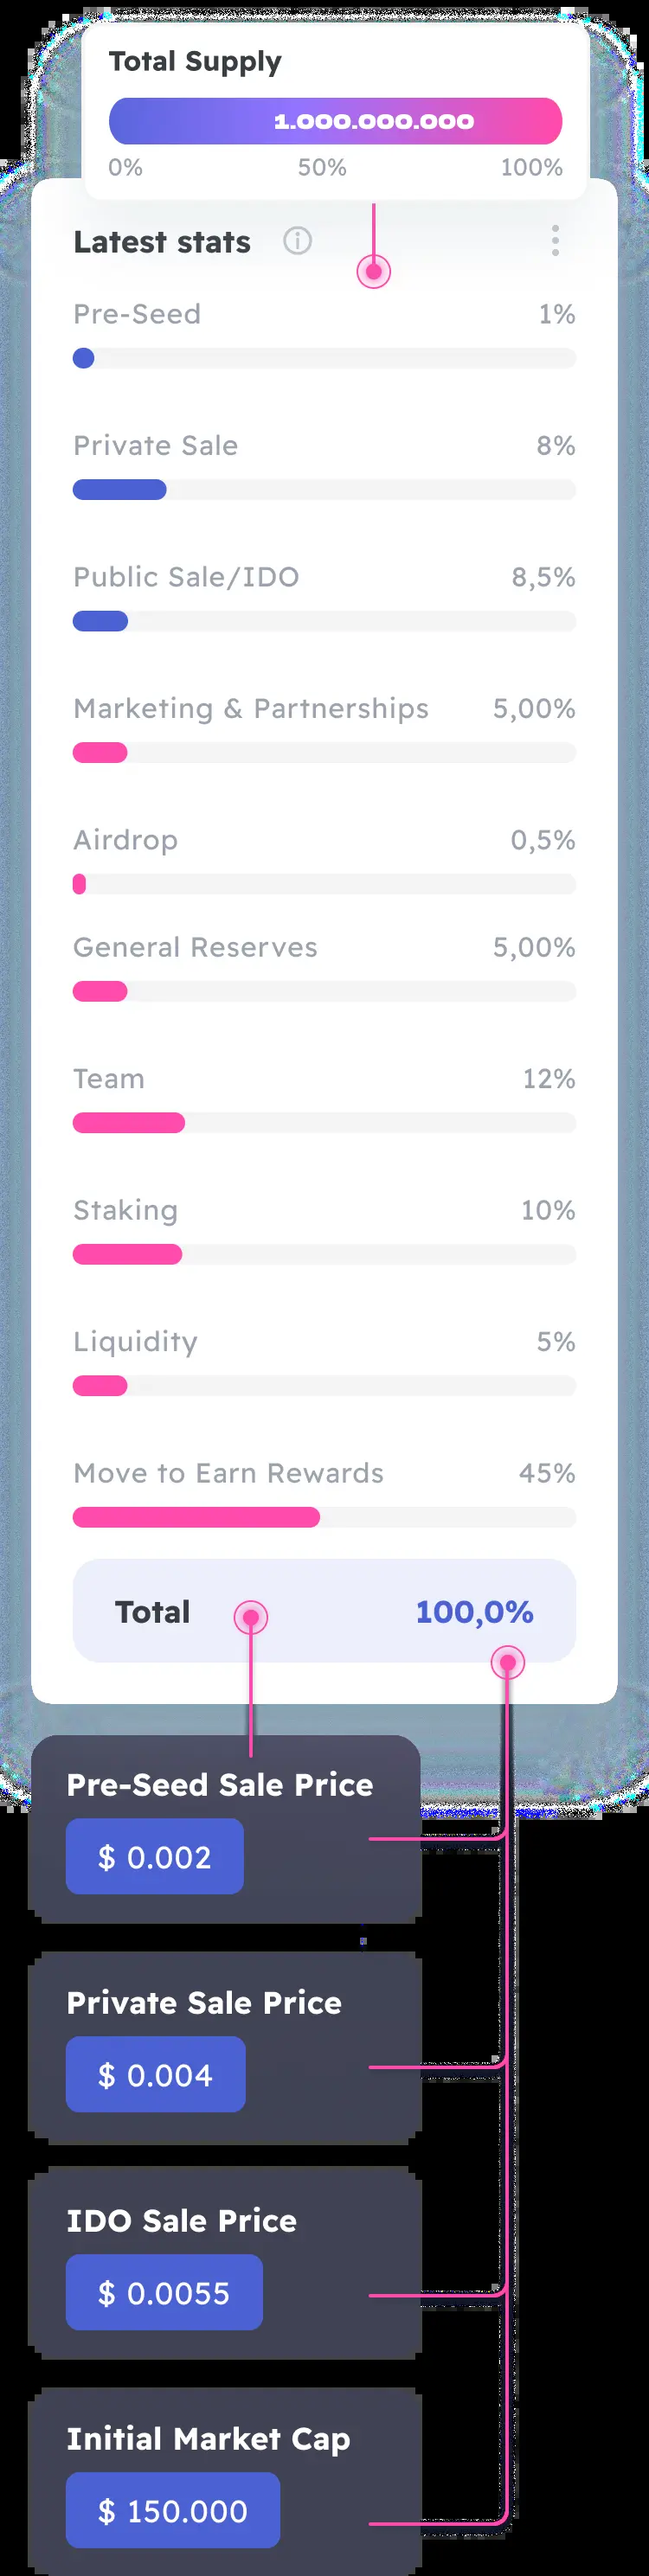 Total Supply
1.000.000.000
0% 50% 100%
Latest stats
Pre-Seed 1%
Private Sale 8%
Public Sale/IDO 8,5%
Marketing & Partnerships 5,00%
Airdrop 0,5%
General Reserves 5,00%
Team 12%
Staking 10%
Liquidity 5%
Move to Earn Rewards 45%
Total 100,0%
Pre-Seed Sale Price
$ 0.002
Private Sale Price
$ 0.004
IDO Sale Price
$ 0.0055
Initial Market Cap
$ 150.000